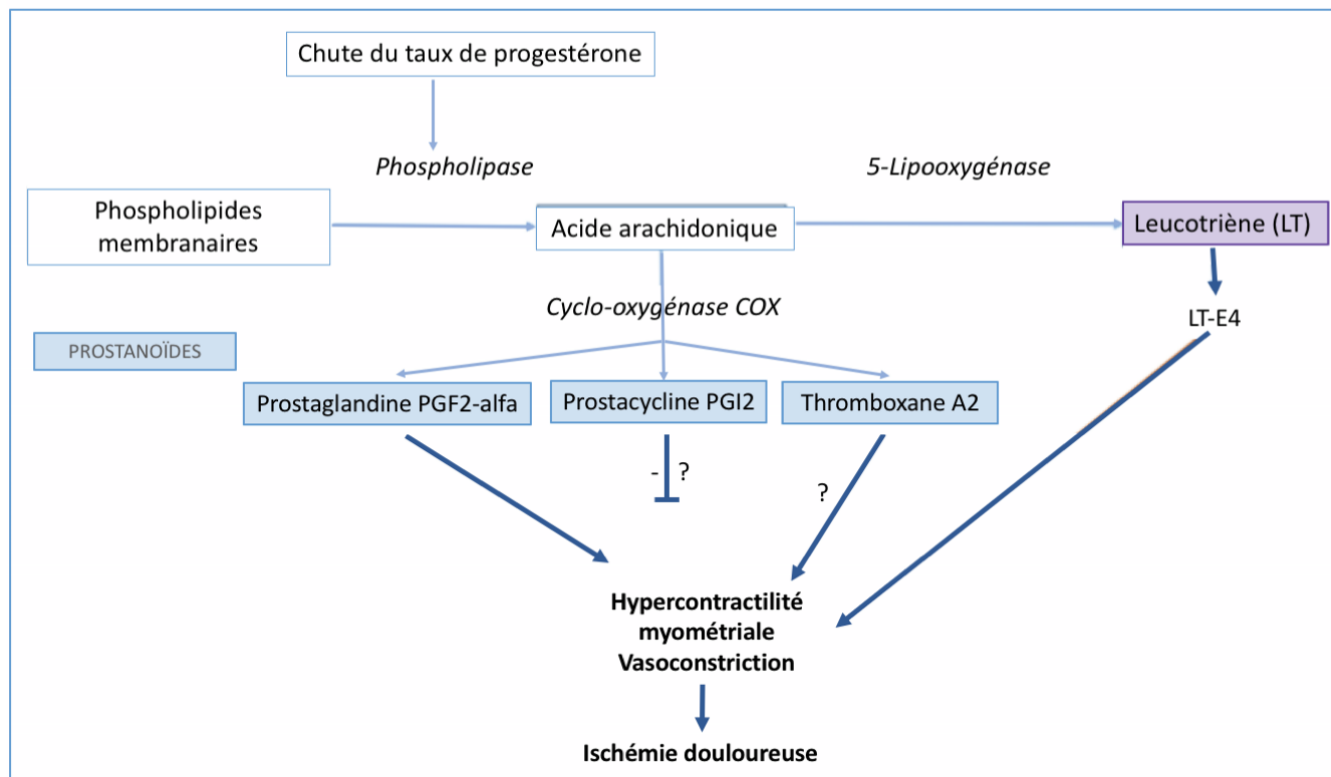 Chute du taux de progestérone
Phospholipase
5-Lipooxygénase
Phospholipides
membranaires
Acide arachidonique
Leucotriène (LT)
Cyclo-oxygénase COX
LT-E4
PROSTANOÏDES
Prostaglandine PGF2-alfa
Prostacycline PGI2
Thromboxane A2
- ?
?
Hypercontractilité
myométriale
Vasoconstriction
Ischémie douloureuse